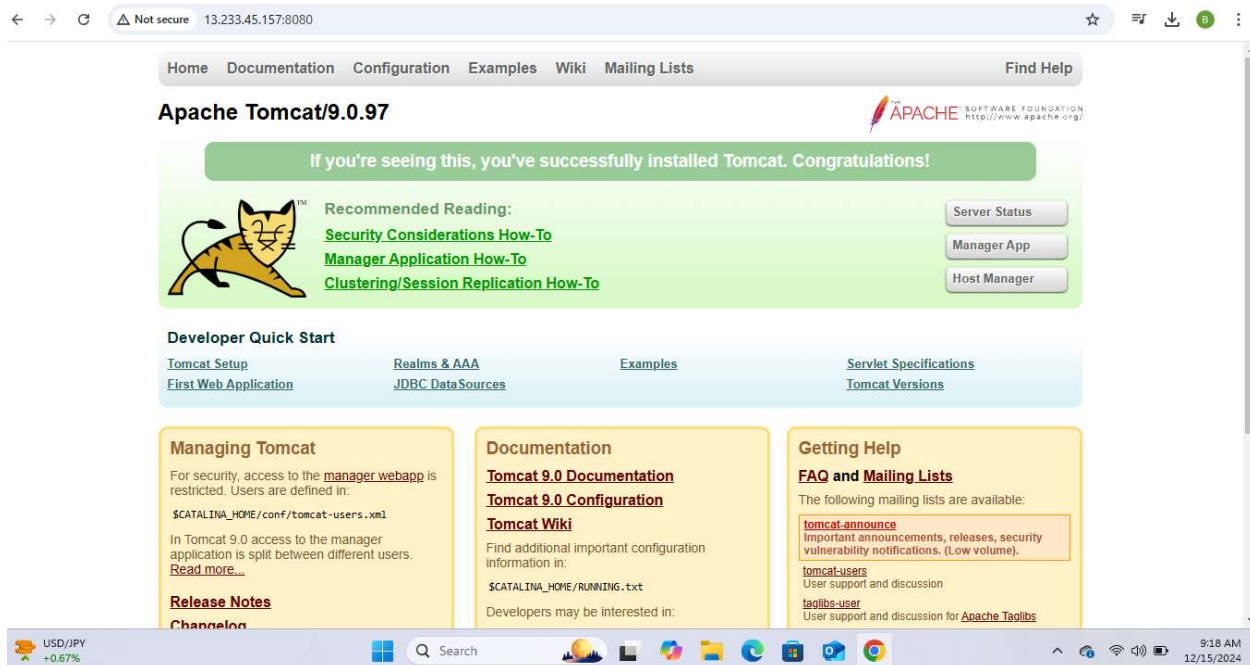 Not secure 13.233.45.157:8080
B
Home Documentation Configuration Examples Wiki Mailing Lists Find Help
Apache Tomcat/9.0.97
THE
APACHE SOFTWARE FOUNDATION
http://www.apache.org/
If you're seeing this, you've successfully installed Tomcat. Congratulations!
TM
Recommended Reading:
Security Considerations How-To
Manager Application How-To
Clustering/Session Replication How-To
Server Status
Manager App
Host Manager
Developer Quick Start
Tomcat Setup
First Web Application
Realms & AAA
JDBC DataSources
Examples
Servlet Specifications
Tomcat Versions
Managing Tomcat
For security, access to the manager webapp is
restricted. Users are defined in:
$CATALINA_HOME/conf/tomcat-users.xml
In Tomcat 9.0 access to the manager
application is split between different users.
Read more...
Release Notes
Changelog
Documentation
Tomcat 9.0 Documentation
Tomcat 9.0 Configuration
Tomcat Wiki
Find additional important configuration
information in:
$CATALINA_HOME/RUNNING.txt
Developers may be interested in:
Getting Help
FAQ and Mailing Lists
The following mailing lists are available:
tomcat-announce
Important announcements, releases, security
vulnerability notifications. (Low volume).
tomcat-users
User support and discussion
taglibs-user
User support and discussion for Apache Taglibs
USD/JPY
+0.67%
Search
9:18 AM
12/15/2024